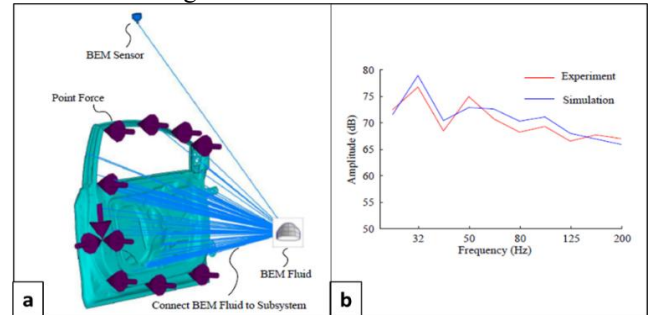 BEM Sensor
Point Force
BEM Fluid
Connect BEM Fluid to Subsystem
a
80
75
70
65
60
55
50
Amplitude (dB)
Experiment
Simulation
32
50
80
125
200
Frequency (Hz)
b